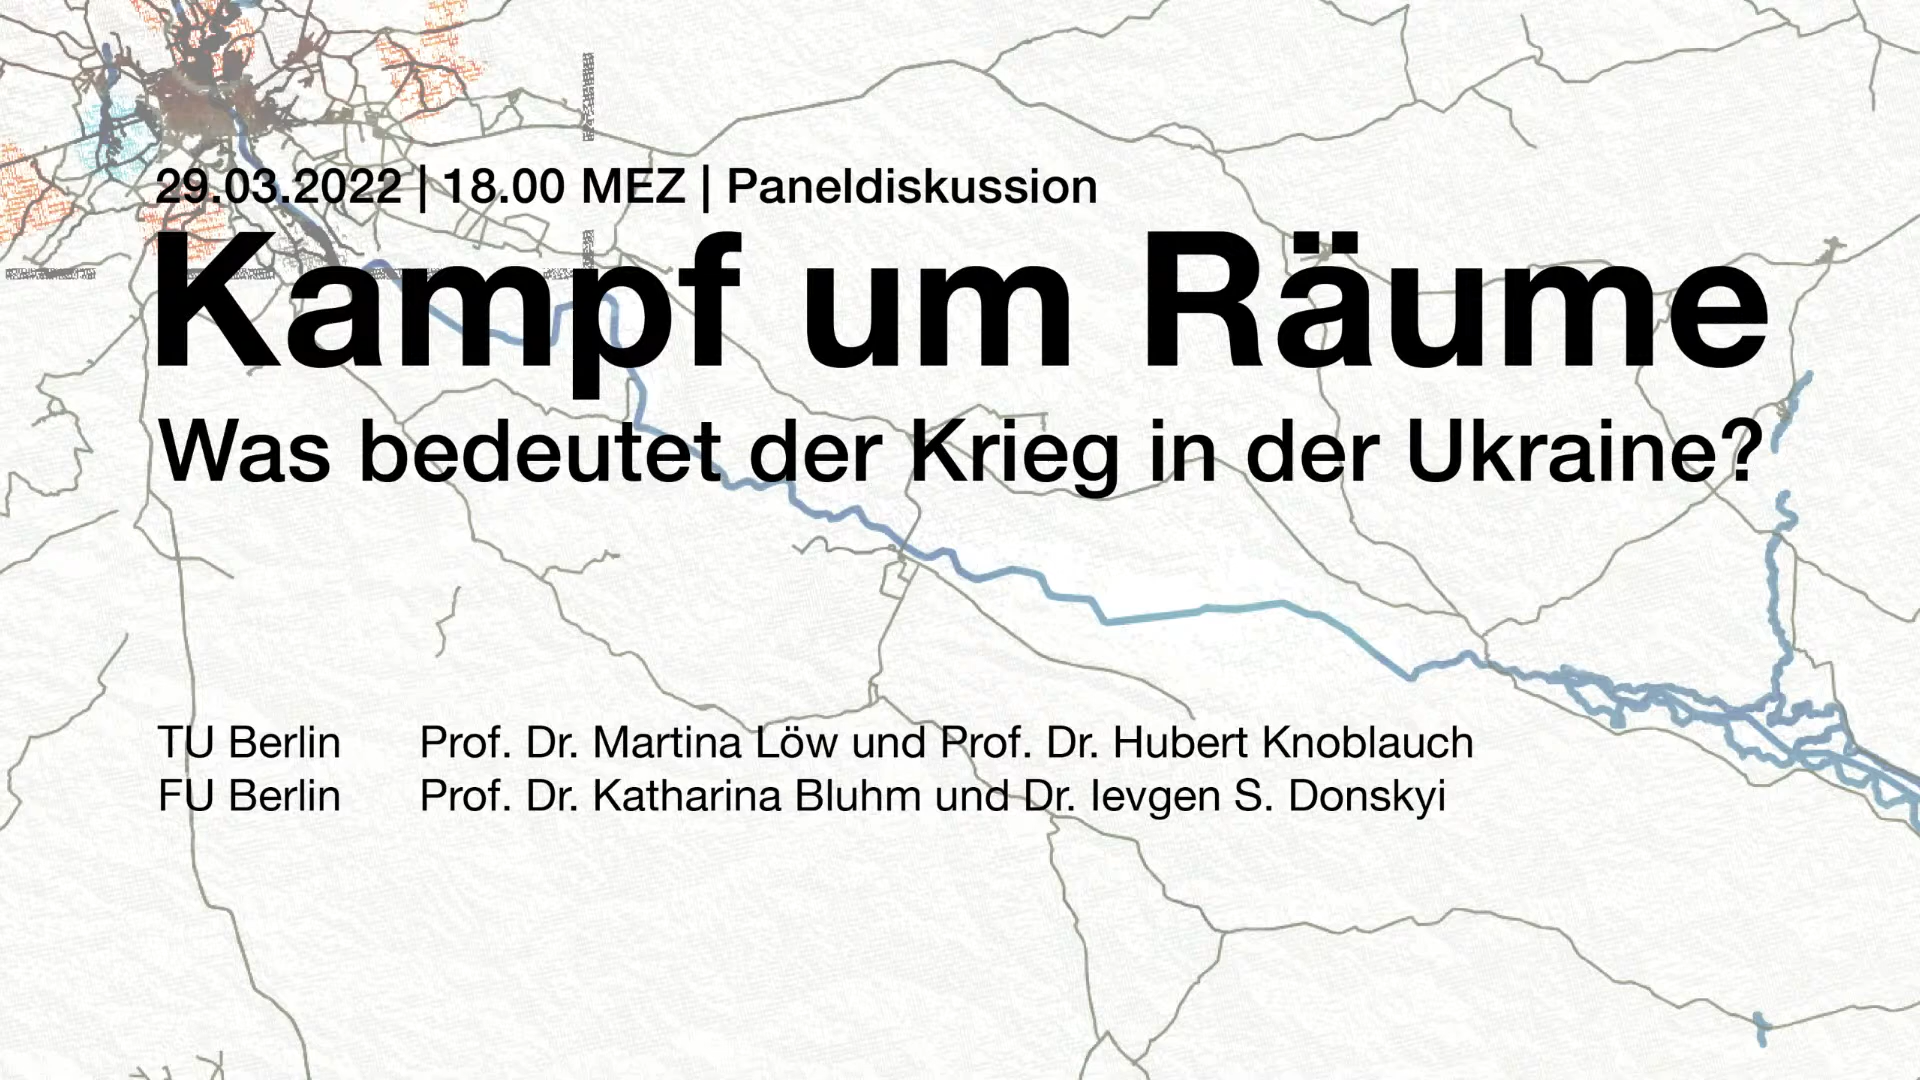 29.03.2022 | 18.00 MEZ | Paneldiskussion
Kampf um Räume
Was bedeutet der Krieg in der Ukraine?
TU Berlin Prof. Dr. Martina Löw und Prof. Dr. Hubert Knoblauch
FU Berlin Prof. Dr. Katharina Bluhm und Dr. Ievgen S. Donskyi